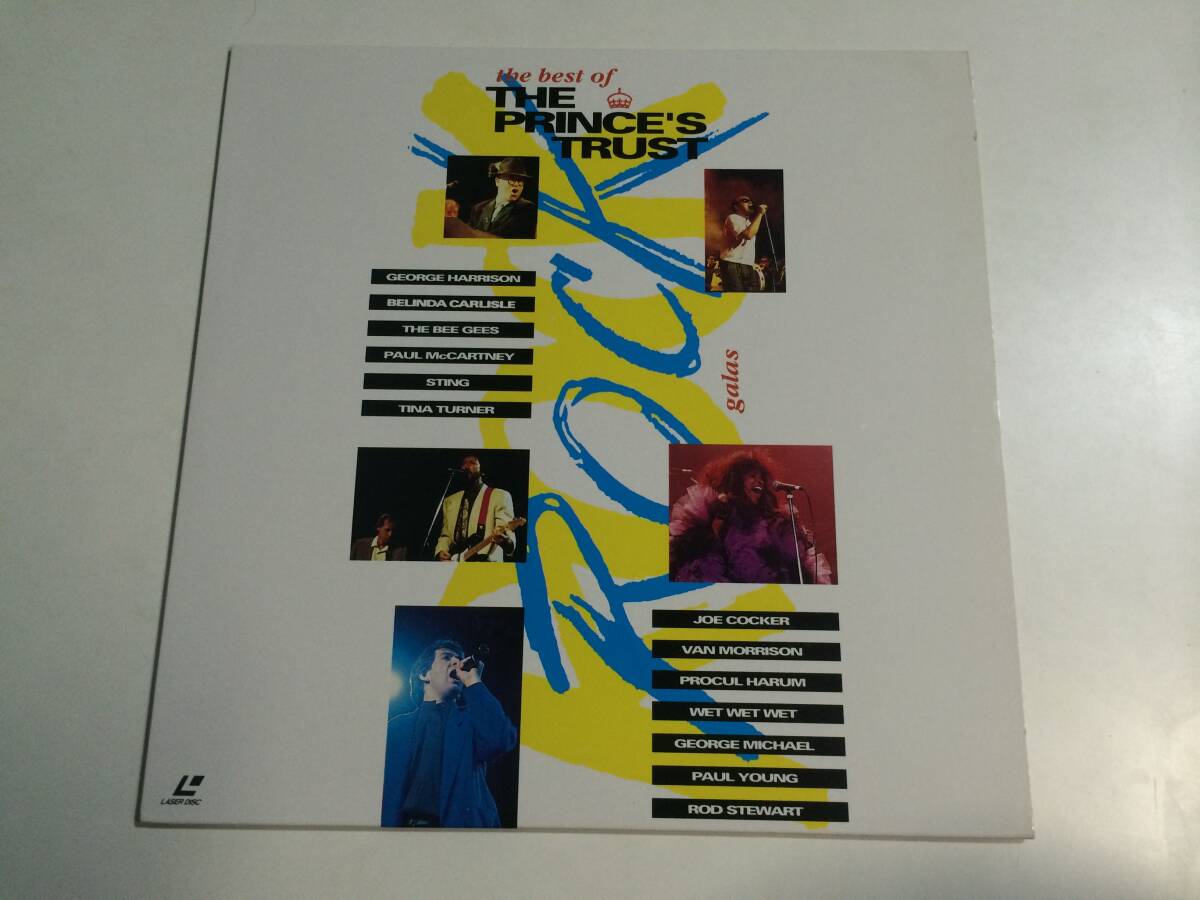 the best of
THE
PRINCE'S
TRUST
ROCK
galas
GEORGE HARRISON
BELINDA CARLISLE
THE BEE GEES
PAUL McCARTNEY
STING
TINA TURNER
JOE COCKER
VAN MORRISON
PROCUL HARUM
WET WET WET
GEORGE MICHAEL
PAUL YOUNG
ROD STEWART
LASER DISC